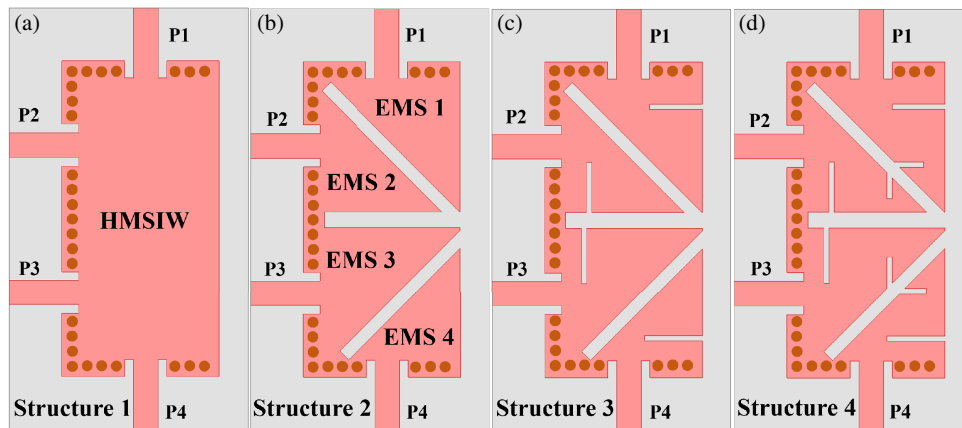 (a)
P1
P2
HMSIW
P3
Structure 1
P4
(b)
P1
EMS 1
P2
EMS 2
EMS 3
P3
EMS 4
Structure 2
P4
(c)
P1
P2
P3
Structure 3
P4
(d)
P1
P2
P3
Structure 4
P4